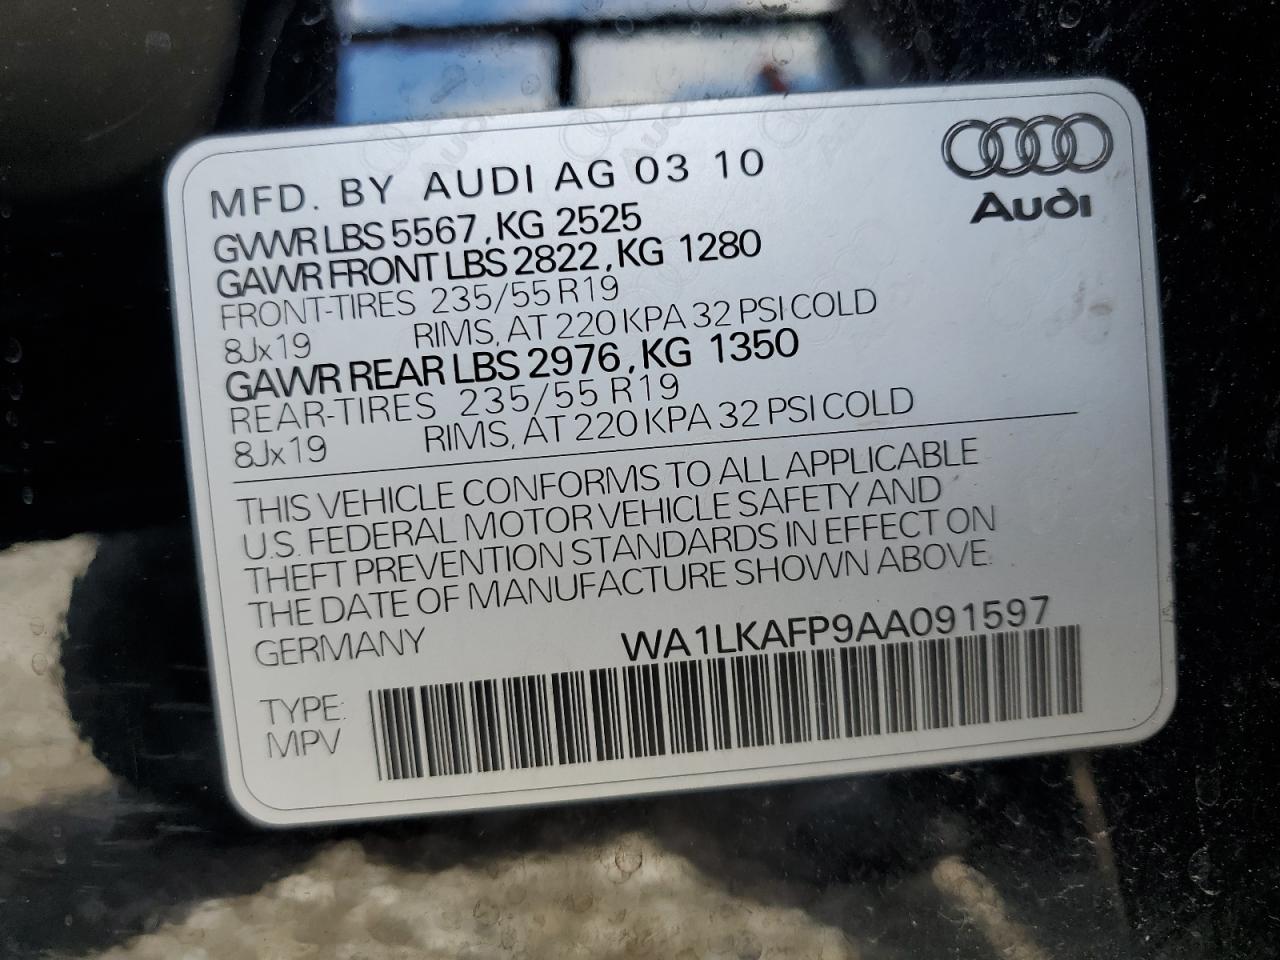 Audi
MFD. BY AUDI AG 03 10
GVWR LBS 5567, KG 2525
GAWR FRONT LBS 2822, KG 1280
FRONT-TIRES 235/55 R19
8Jx19 RIMS, AT 220 KPA 32 PSI COLD
GAWR REAR LBS 2976, KG 1350
REAR-TIRES 235/55 R19
8Jx19 RIMS, AT 220 KPA 32 PSI COLD
THIS VEHICLE CONFORMS TO ALL APPLICABLE
U.S. FEDERAL MOTOR VEHICLE SAFETY AND
THEFT PREVENTION STANDARDS IN EFFECT ON
THE DATE OF MANUFACTURE SHOWN ABOVE.
GERMANY WA1LKAFP9AA091597
TYPE:
MPV